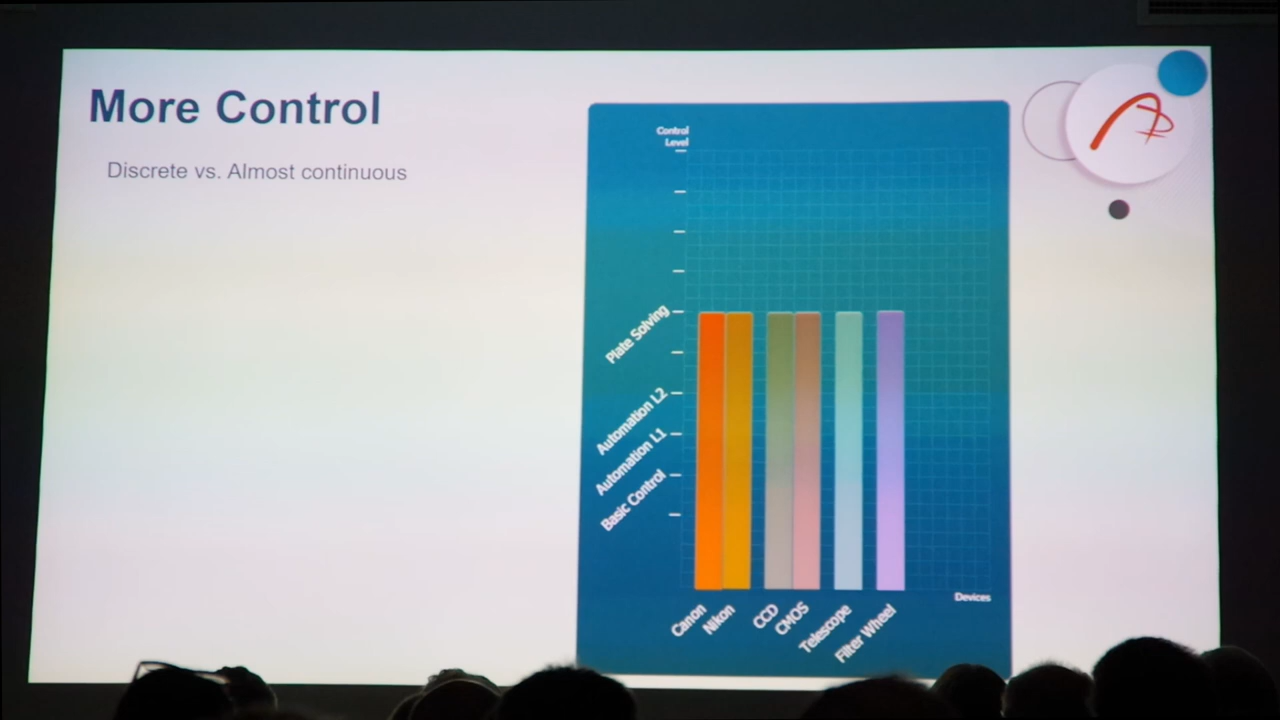 More Control
Discrete vs. Almost continuous
Control
Level
Plate Solving
Automation L2
Automation L1
Basic Control
Devices
Canon
Nikon
CCD
CMOS
Telescope
Filter Wheel